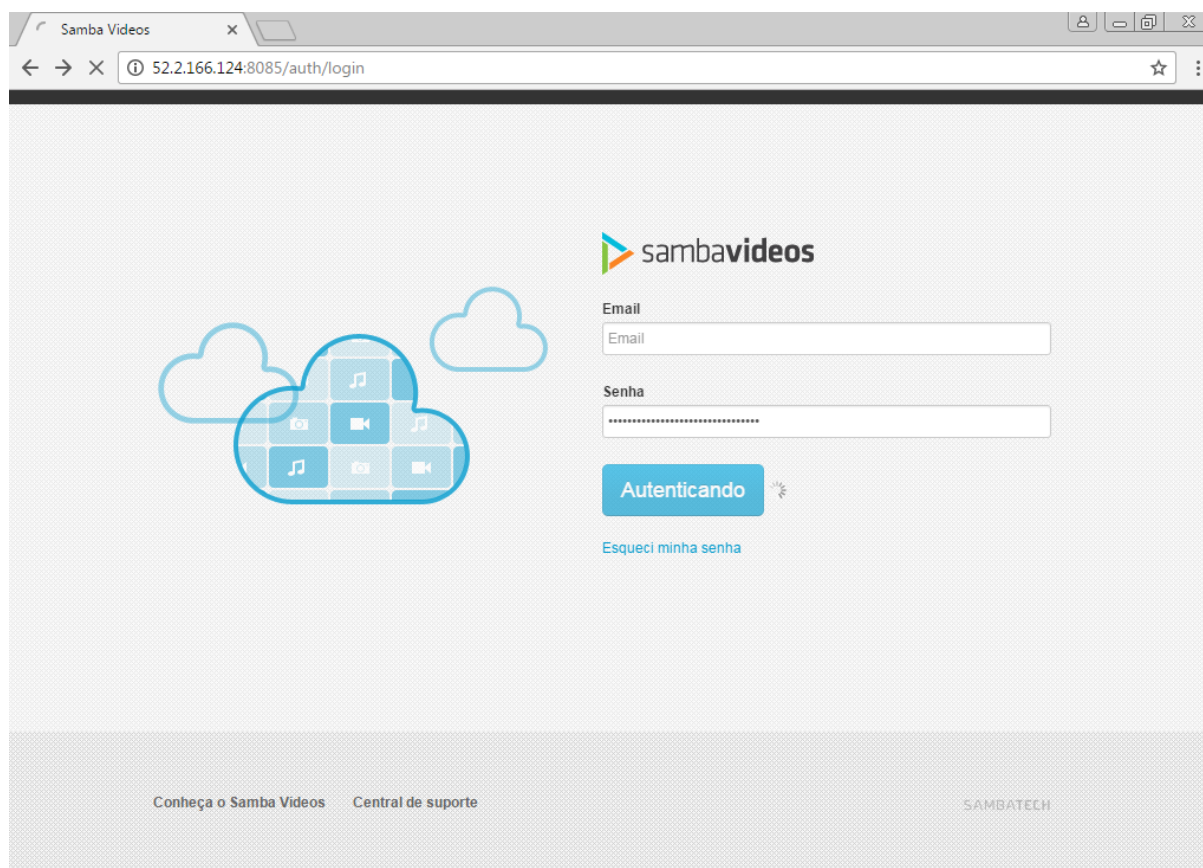 Samba Videos
52.2.166.124:8085/auth/login
sambavideos
Email
Email
Senha
••••••••••••••••••••••••••••••••
Autenticando
Esqueci minha senha
Conheça o Samba Videos Central de suporte
SAMBATECH